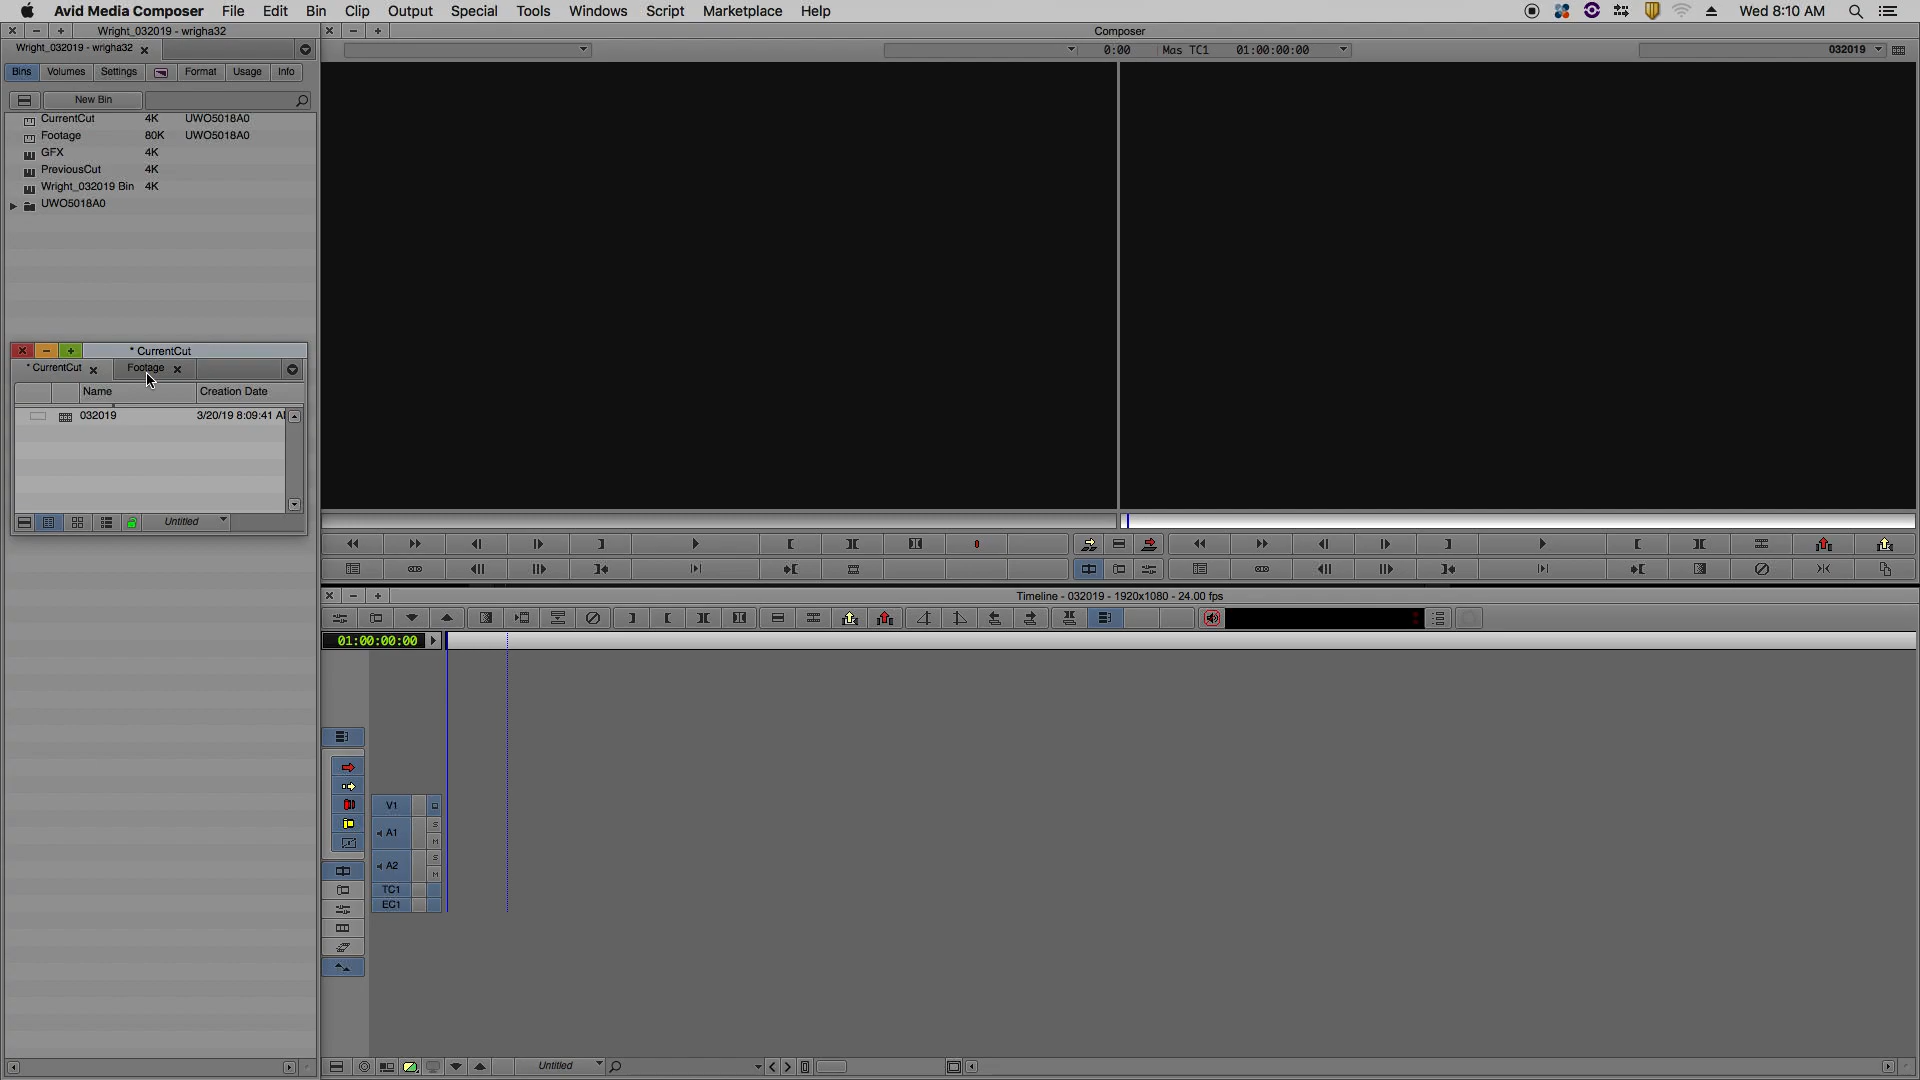 Avid Media Composer File Edit Bin Clip Output Special Tools Windows Script Marketplace Help Wed 8:10 AM
Wright_032019 - wrigha32 Composer
Wright_032019 - wrigha32 0:00 Mas TC1 01:00:00:00 032019
Bins Volumes Settings Format Usage Info
New Bin
CurrentCut 4K UWO5018A0
Footage 80K UWO5018A0
GFX 4K
PreviousCut 4K
Wright_032019 Bin 4K
UWO5018A0
* CurrentCut
* CurrentCut Footage
Name Creation Date
032019 3/20/19 8:09:41 A
Untitled
Timeline - 032019 - 1920x1080 - 24.00 fps
01:00:00:00
V1
A1 S M
A2 S M
TC1
EC1
Untitled